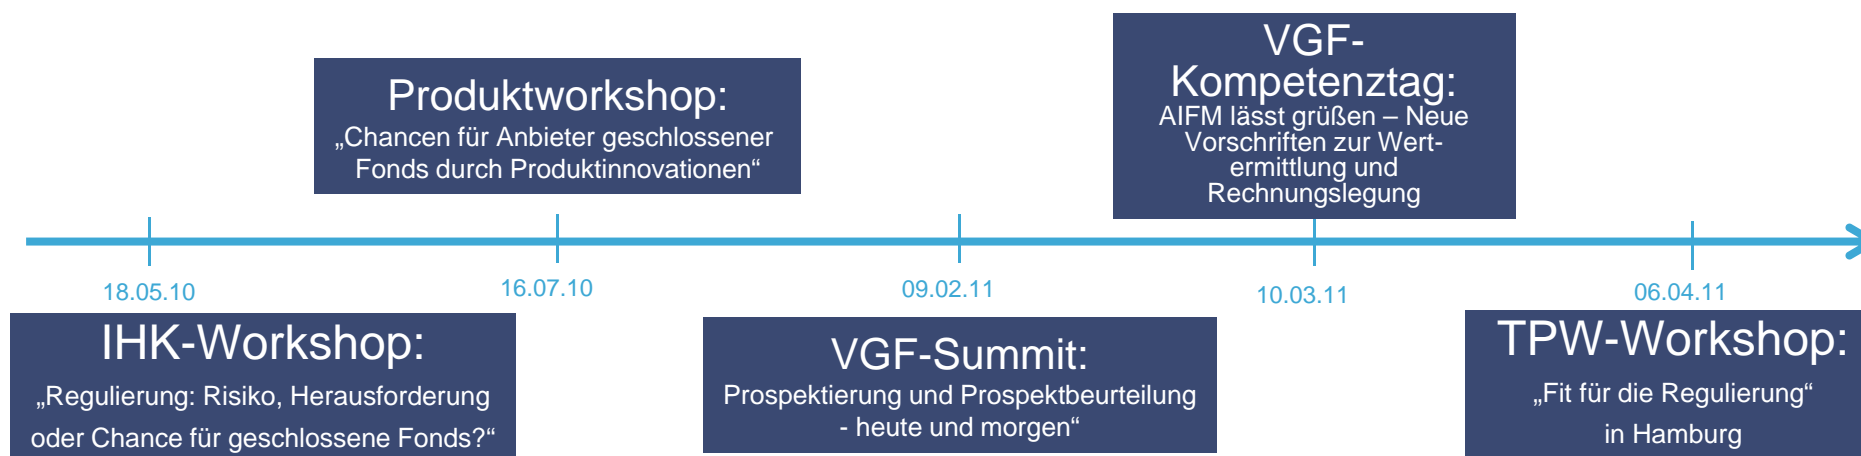 VGF-
Kompetenztag:
AIFM lässt grüßen – Neue
Vorschriften zur Wert-
ermittlung und
Rechnungslegung
Produktworkshop:
„Chancen für Anbieter geschlossener
Fonds durch Produktinnovationen“
18.05.10
16.07.10
09.02.11
10.03.11
06.04.11
IHK-Workshop:
„Regulierung: Risiko, Herausforderung
oder Chance für geschlossene Fonds?“
VGF-Summit:
Prospektierung und Prospektbeurteilung
- heute und morgen“
TPW-Workshop:
„Fit für die Regulierung“
in Hamburg